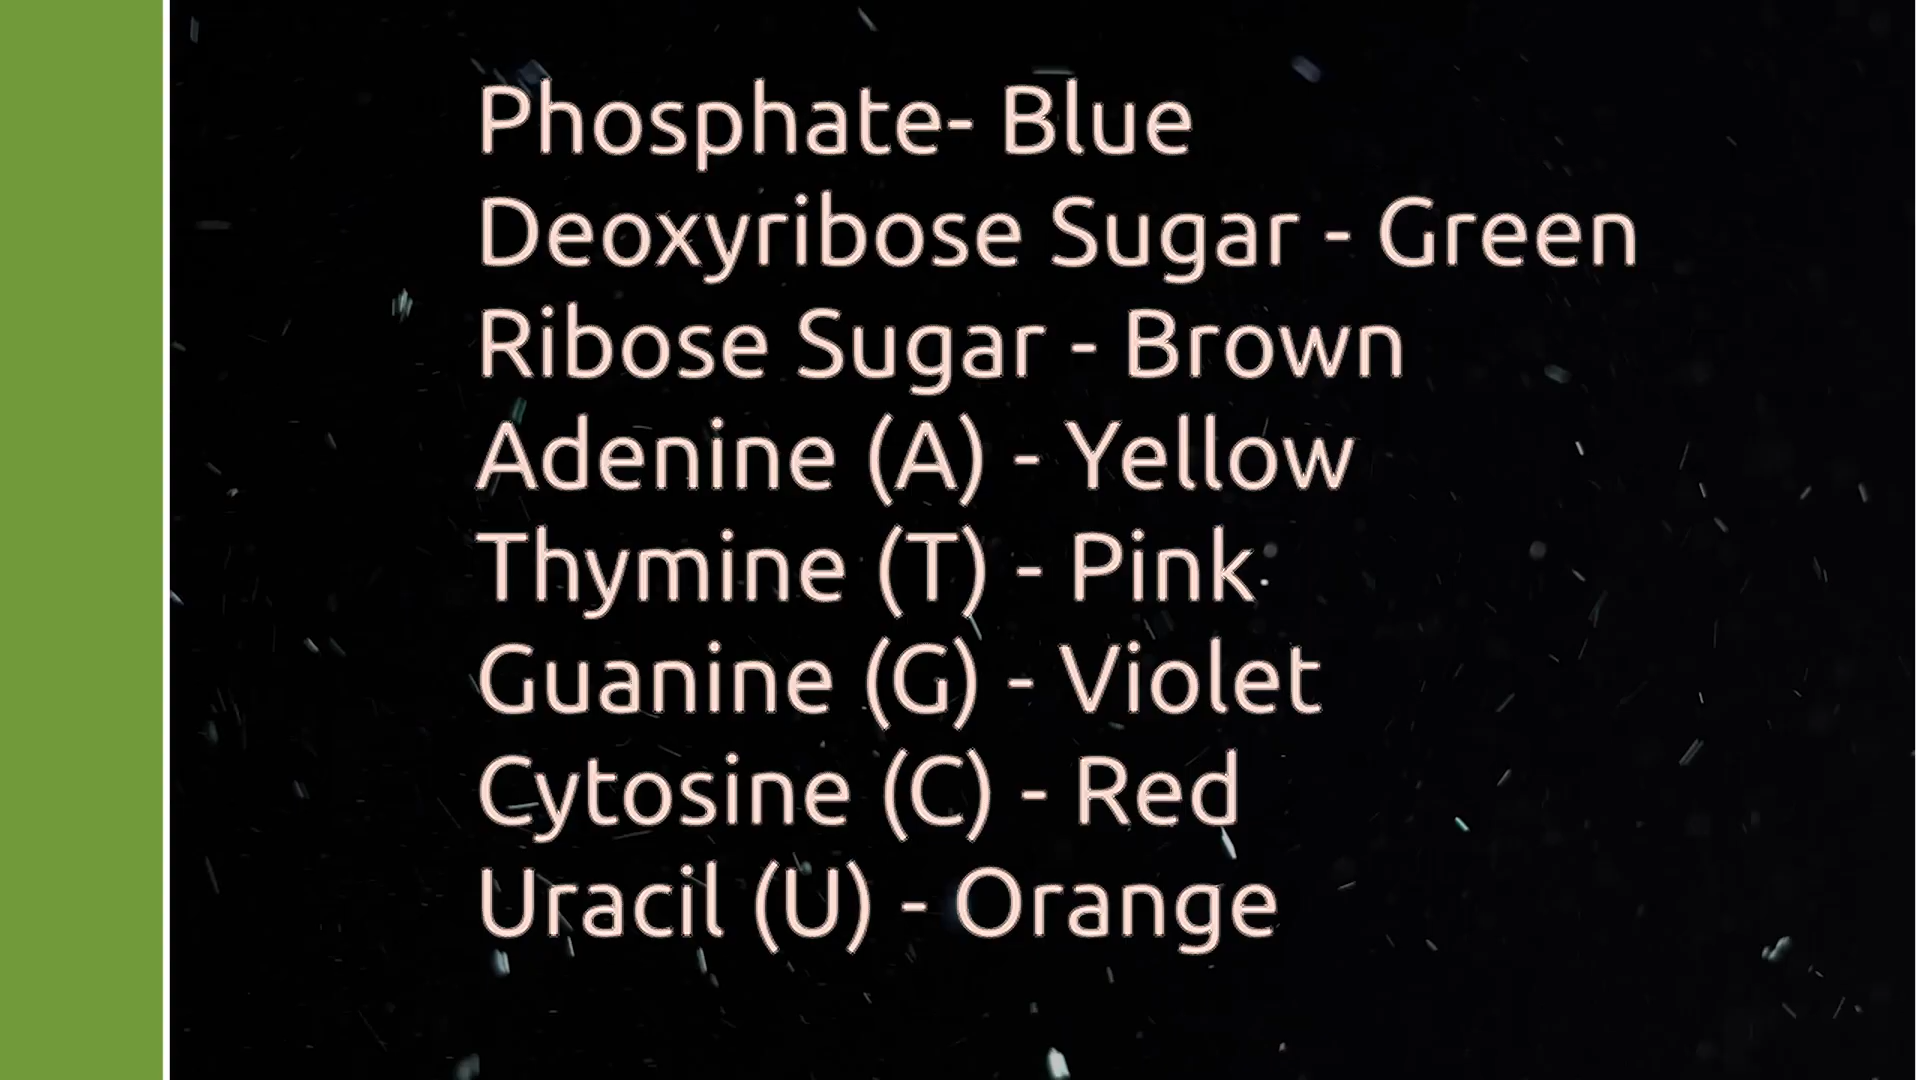 Phosphate- Blue
Deoxyribose Sugar - Green
Ribose Sugar - Brown
Adenine (A) - Yellow
Thymine (T) - Pink
Guanine (G) - Violet
Cytosine (C) - Red
Uracil (U) - Orange